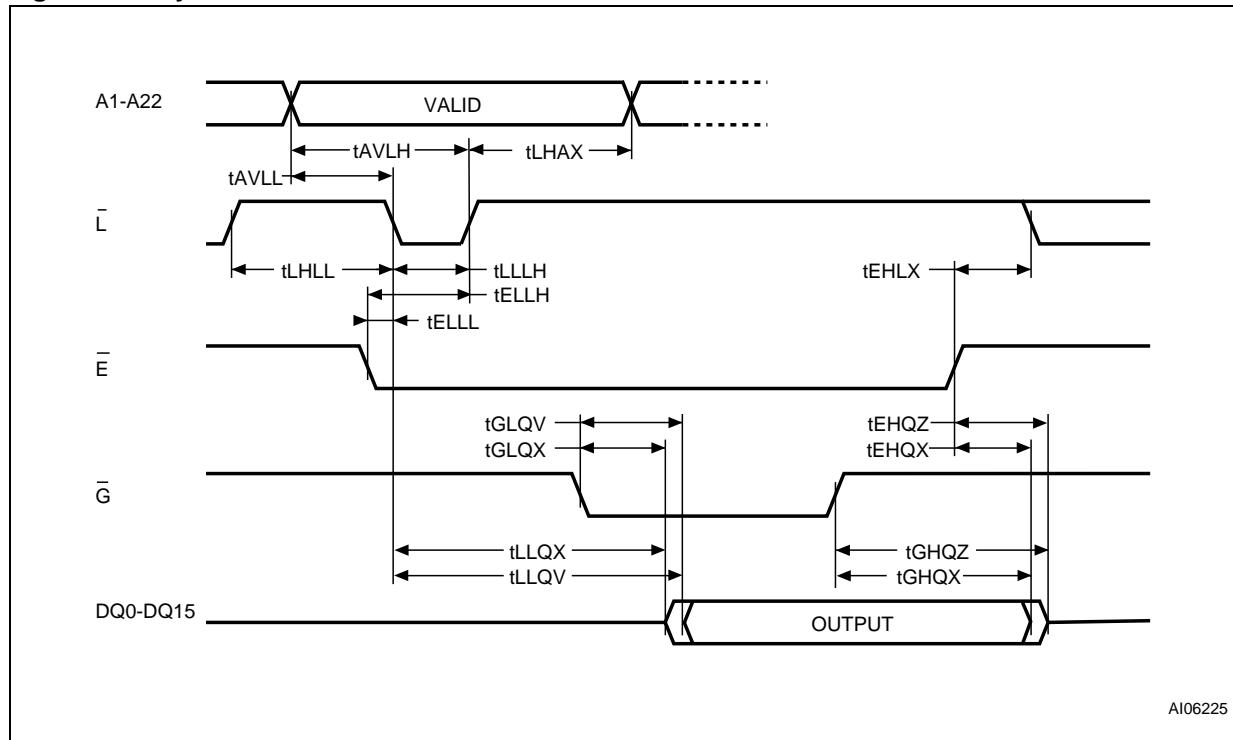 A1-A22
VALID
tAVLH
tLHAX
tAVLL
L̅
tLHLL
tLLLH
tEHLX
tELLH
tELLL
E̅
tGLQV
tEHQZ
tGLQX
tEHQX
G̅
tLLQX
tGHQZ
tLLQV
tGHQX
DQ0-DQ15
OUTPUT
AI06225